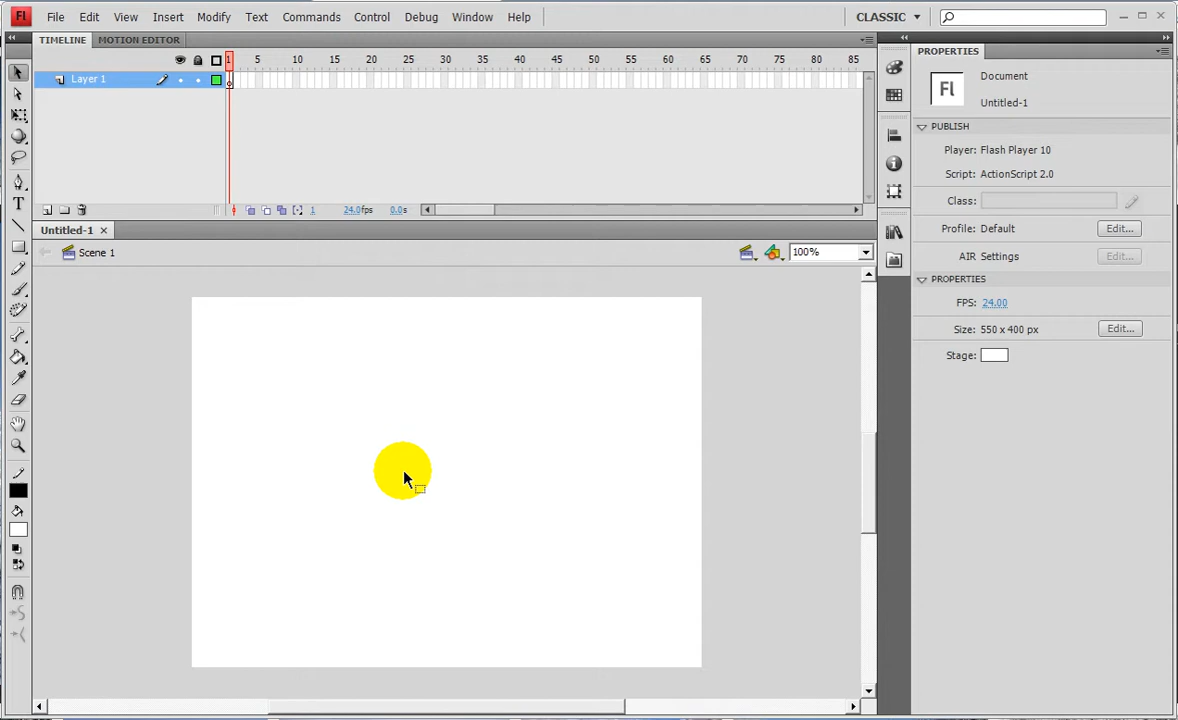 Fl File Edit View Insert Modify Text Commands Control Debug Window Help CLASSIC
TIMELINE MOTION EDITOR
1 5 10 15 20 25 30 35 40 45 50 55 60 65 70 75 80 85
Layer 1
1 24.0fps 0.0s
Untitled-1
Scene 1 100%
PROPERTIES
Fl Document
Untitled-1
PUBLISH
Player: Flash Player 10
Script: ActionScript 2.0
Class:
Profile: Default Edit...
AIR Settings Edit...
PROPERTIES
FPS: 24.00
Size: 550 x 400 px Edit...
Stage: